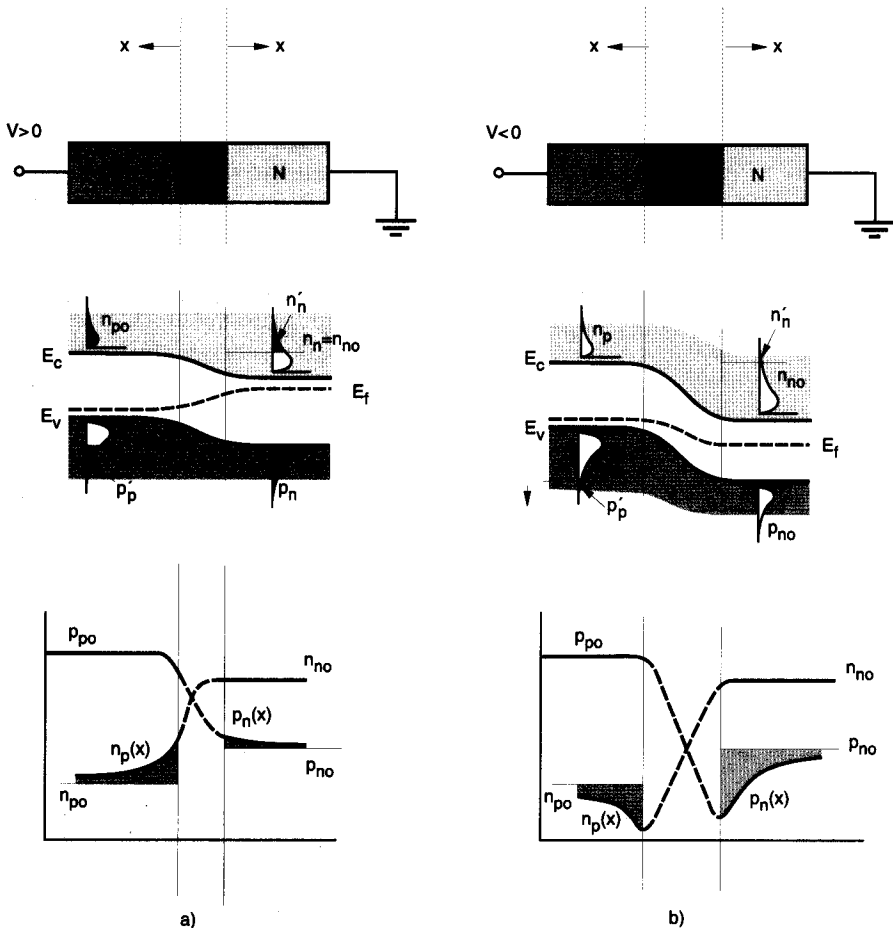 x x
V>0
N
n_po
n´_n
n_n=n_no
E_c
E_f
E_v
p´_p
p_n
p_po
n_no
n_p(x)
p_n(x)
n_po
p_no
a)
x x
V<0
N
n_p
n´_n
E_c
n_no
E_v
E_f
p´_p
p_no
p_po
n_no
p_no
n_po
n_p(x)
p_n(x)
b)